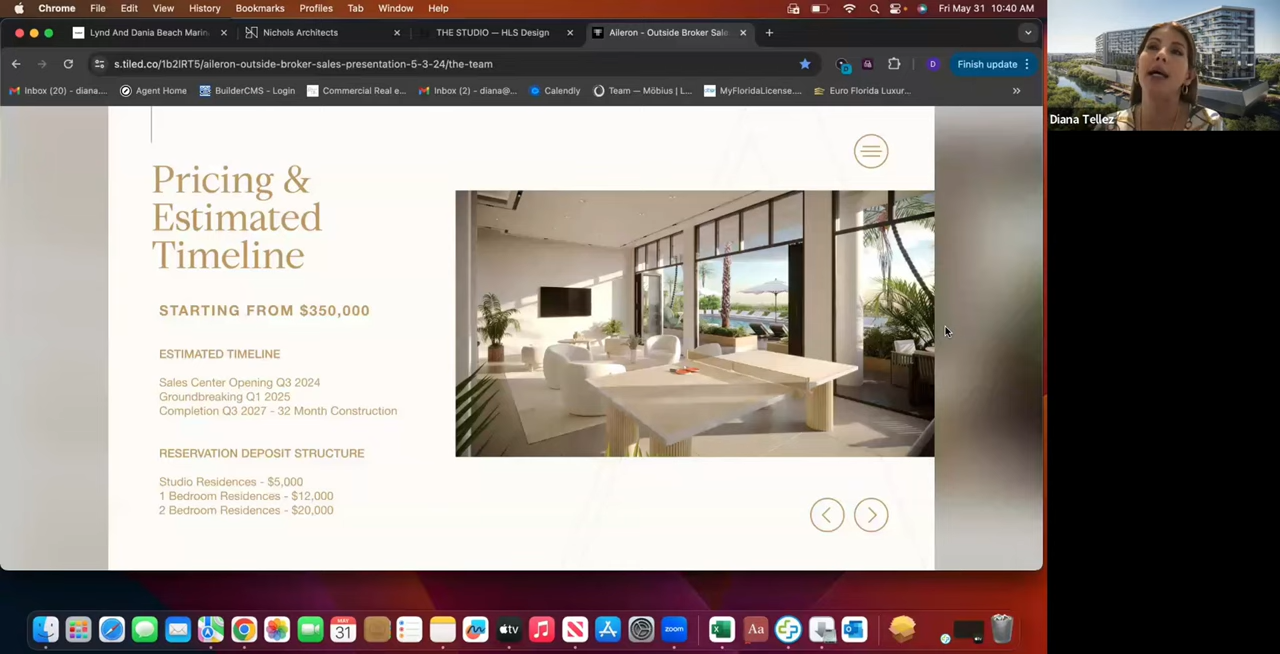 Chrome File Edit View History Bookmarks Profiles Tab Window Help Fri May 31 10:40 AM
Lynd And Dania Beach Marin
Nichols Architects
THE STUDIO — HLS Design
Aileron - Outside Broker Sale
s.tiled.co/1b2IRT5/aileron-outside-broker-sales-presentation-5-3-24/the-team
D
Finish update
Inbox (20) - diana....
Agent Home
BuilderCMS - Login
Commercial Real e...
Inbox (2) - diana@...
Calendly
Team — Möbius | L...
MyFloridaLicense....
Euro Florida Luxur...
Diana Tellez
Pricing &
Estimated
Timeline
STARTING FROM $350,000
ESTIMATED TIMELINE
Sales Center Opening Q3 2024
Groundbreaking Q1 2025
Completion Q3 2027 - 32 Month Construction
RESERVATION DEPOSIT STRUCTURE
Studio Residences - $5,000
1 Bedroom Residences - $12,000
2 Bedroom Residences - $20,000
MAY
31
tv
zoom
Aa